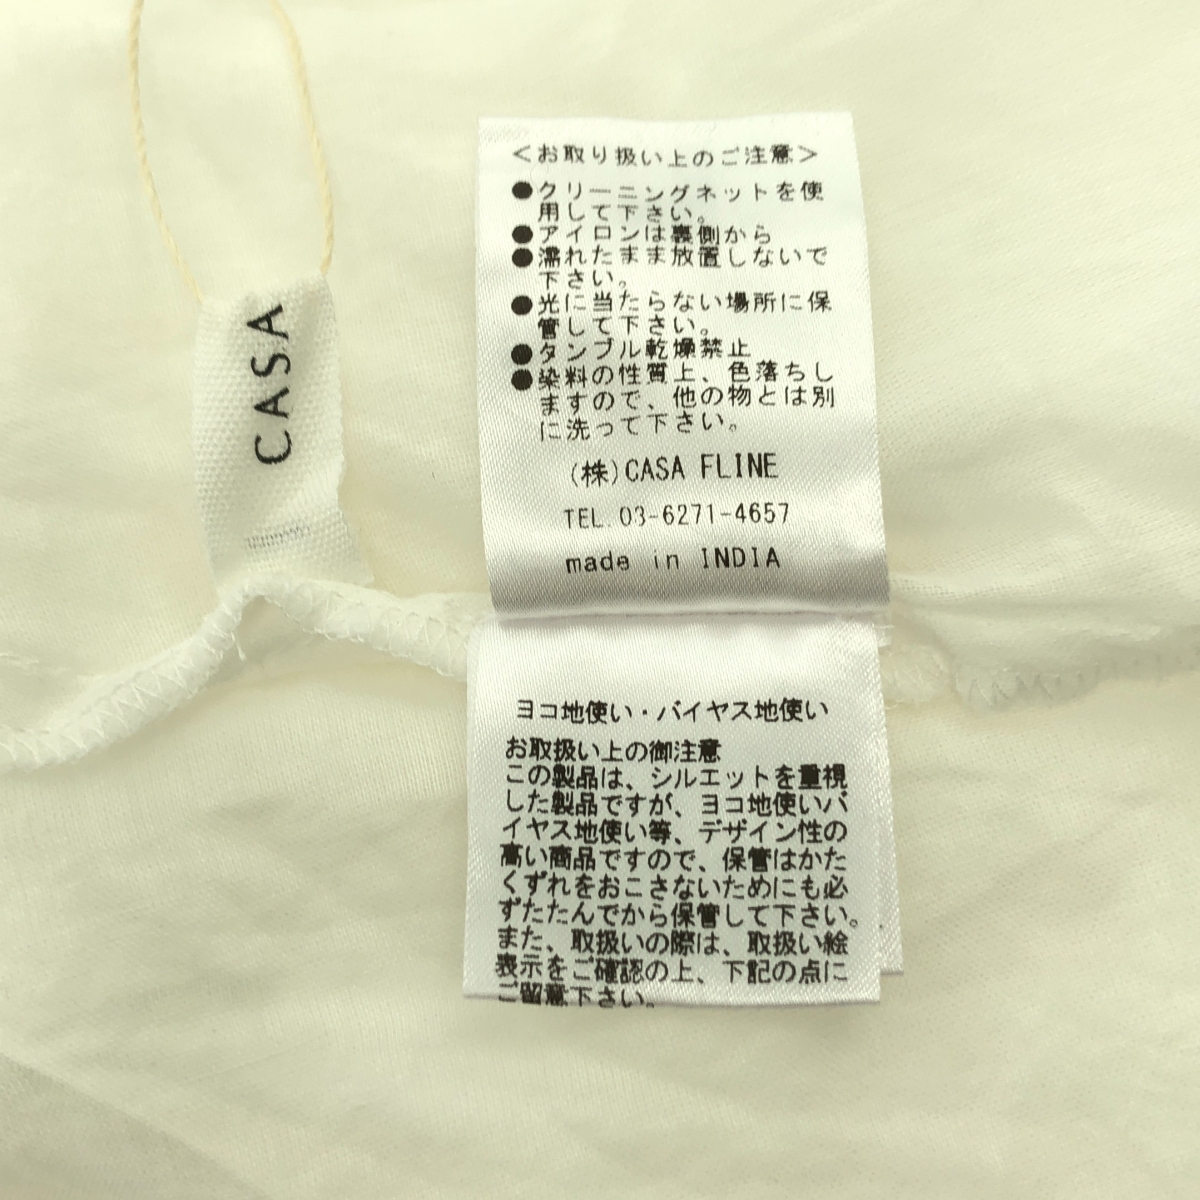 CASA
<お取り扱い上のご注意>
●クリーニングネットを使
用して下さい。
●アイロンは裏側から
●濡れたまま放置しないで
下さい。
●光に当たらない場所に保
管して下さい。
●タンブル乾燥禁止
●染料の性質上、色落ちし
ますので、他の物とは別
に洗って下さい。
(株)CASA FLINE
TEL.03-6271-4657
made in INDIA
ヨコ地使い・バイヤス地使い
お取扱い上の御注意
この製品は、シルエットを重視
した製品ですが、ヨコ地使いバ
イヤス地使い等、デザイン性の
高い商品ですので、保管はかた
くずれをおこさないためにも必
ずたたんでから保管して下さい。
また、取扱いの際は、取扱い絵
表示をご確認の上、下記の点に
ご留意下さい。